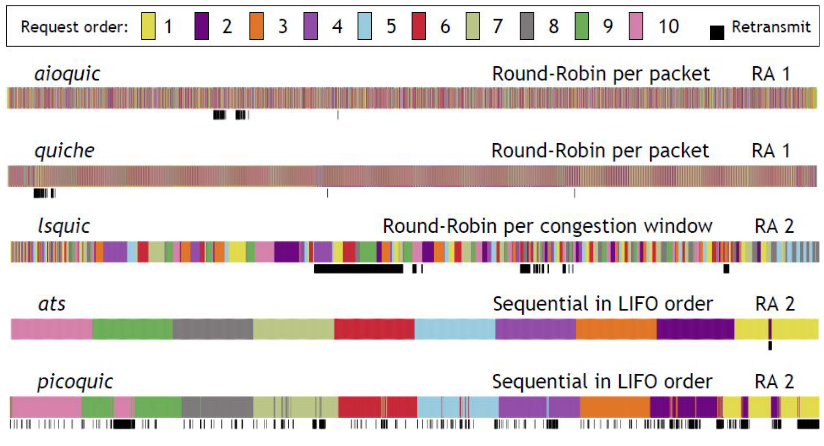 Request order: 1 2 3 4 5 6 7 8 9 10 Retransmit
aioquic Round-Robin per packet RA 1
quiche Round-Robin per packet RA 1
lsquic Round-Robin per congestion window RA 2
ats Sequential in LIFO order RA 2
picoquic Sequential in LIFO order RA 2